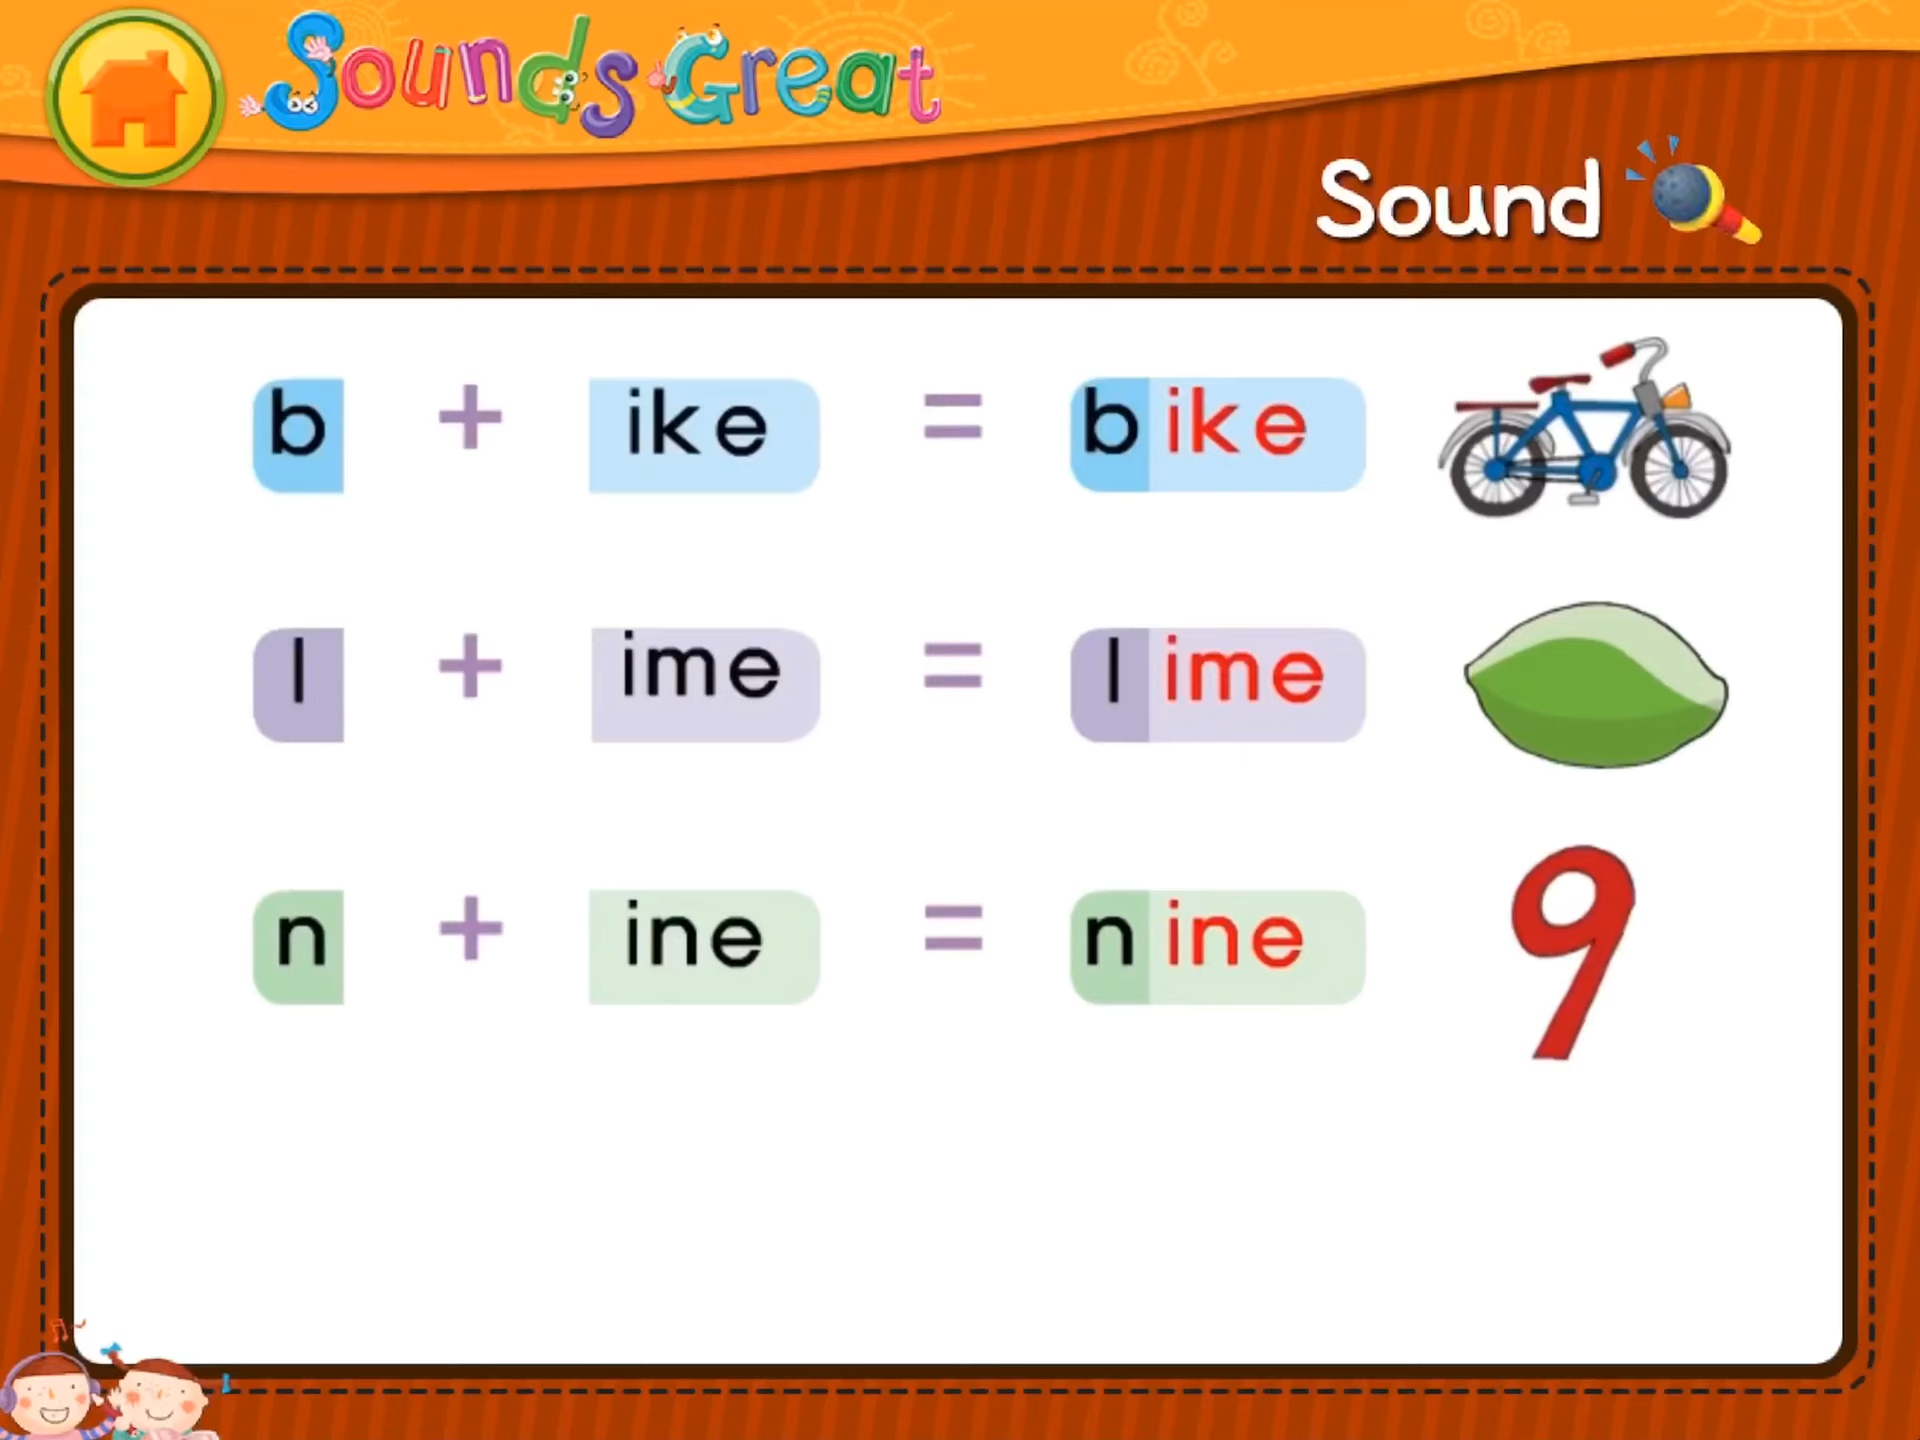 Sounds Great
Sound
b + ike = bike
l + ime = lime
n + ine = nine
9